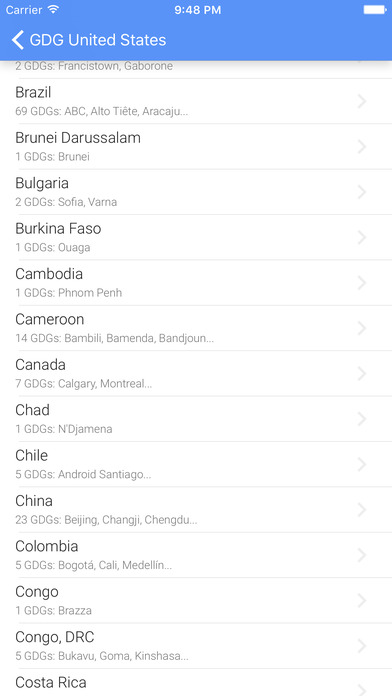 Carrier 9:48 PM
GDG United States
2 GDGs: Francistown, Gaborone
Brazil
69 GDGs: ABC, Alto Tiête, Aracaju...
Brunei Darussalam
1 GDGs: Brunei
Bulgaria
2 GDGs: Sofia, Varna
Burkina Faso
1 GDGs: Ouaga
Cambodia
1 GDGs: Phnom Penh
Cameroon
14 GDGs: Bambili, Bamenda, Bandjoun...
Canada
7 GDGs: Calgary, Montreal...
Chad
1 GDGs: N'Djamena
Chile
5 GDGs: Android Santiago...
China
23 GDGs: Beijing, Changji, Chengdu...
Colombia
5 GDGs: Bogotá, Cali, Medellín...
Congo
1 GDGs: Brazza
Congo, DRC
5 GDGs: Bukavu, Goma, Kinshasa...
Costa Rica